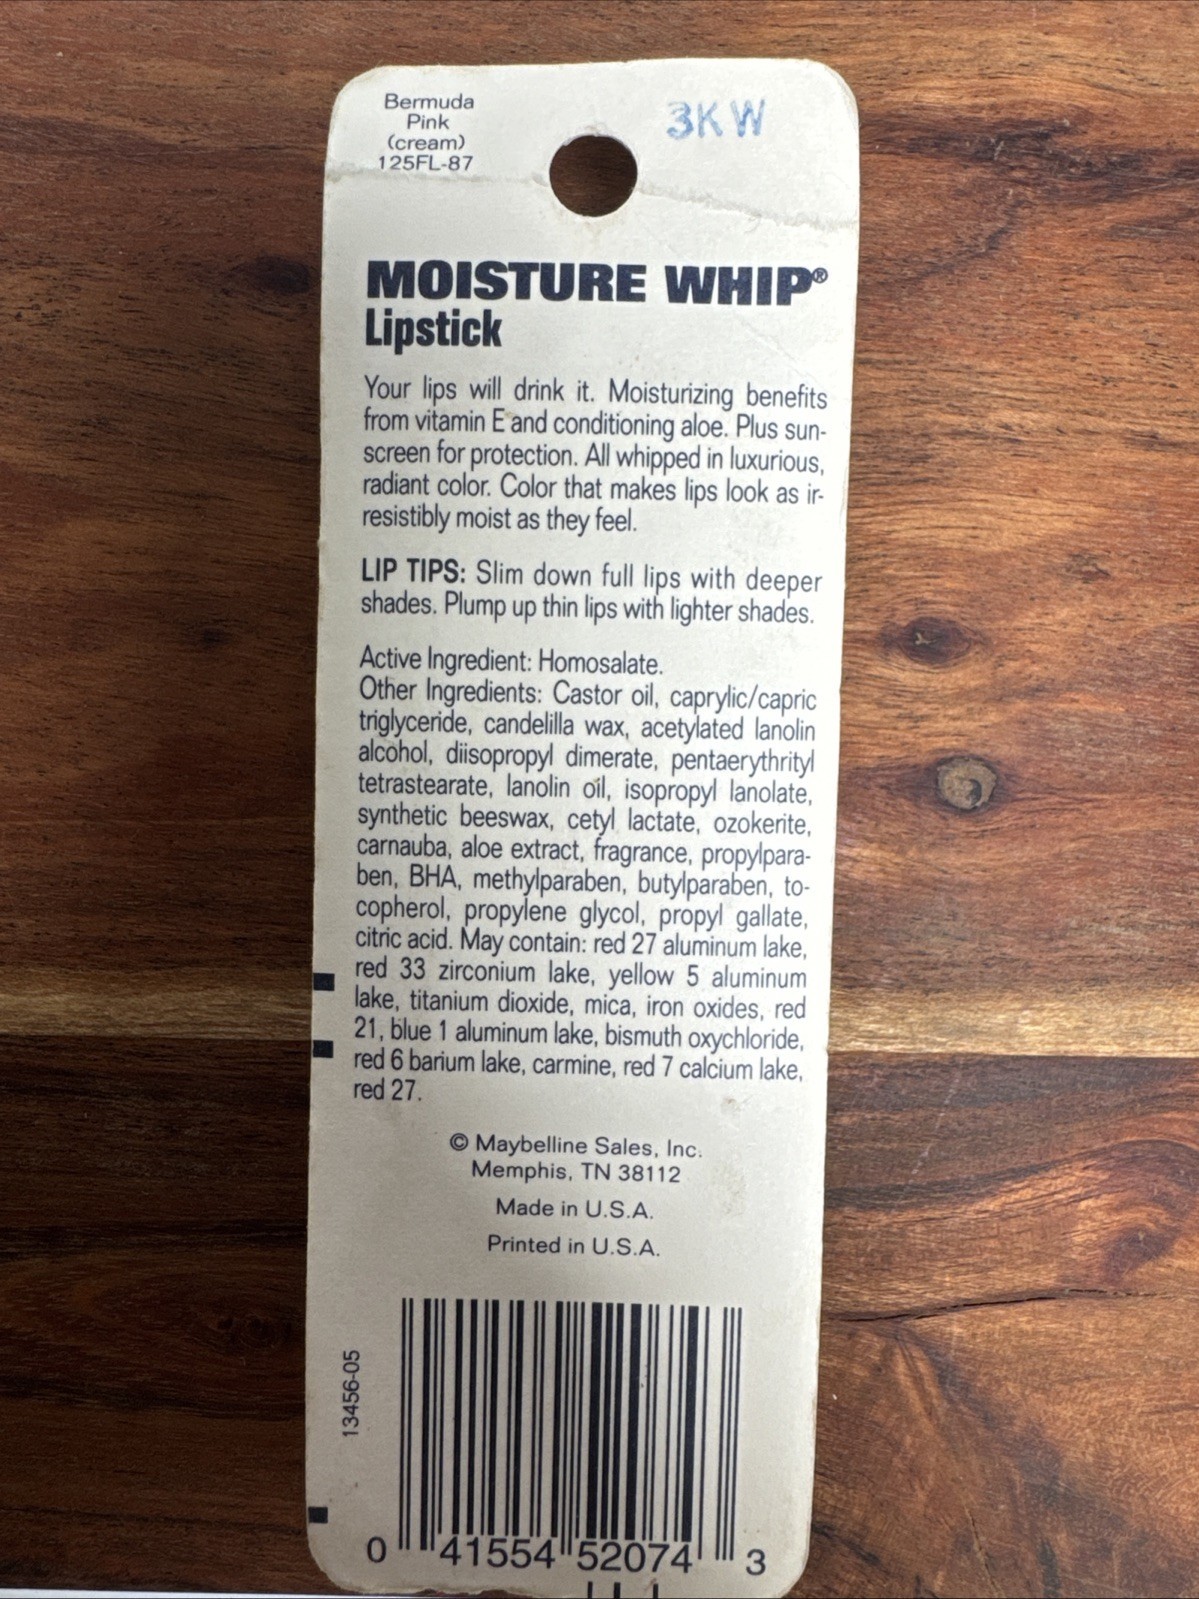 Bermuda
Pink
(cream)
125FL-87
3KW
MOISTURE WHIP®
Lipstick
Your lips will drink it. Moisturizing benefits
from vitamin E and conditioning aloe. Plus sun-
screen for protection. All whipped in luxurious,
radiant color. Color that makes lips look as ir-
resistibly moist as they feel.
LIP TIPS: Slim down full lips with deeper
shades. Plump up thin lips with lighter shades.
Active Ingredient: Homosalate.
Other Ingredients: Castor oil, caprylic/capric
triglyceride, candelilla wax, acetylated lanolin
alcohol, diisopropyl dimerate, pentaerythrityl
tetrastearate, lanolin oil, isopropyl lanolate,
synthetic beeswax, cetyl lactate, ozokerite,
carnauba, aloe extract, fragrance, propylpara-
ben, BHA, methylparaben, butylparaben, to-
copherol, propylene glycol, propyl gallate,
citric acid. May contain: red 27 aluminum lake,
red 33 zirconium lake, yellow 5 aluminum
lake, titanium dioxide, mica, iron oxides, red
21, blue 1 aluminum lake, bismuth oxychloride,
red 6 barium lake, carmine, red 7 calcium lake,
red 27.
© Maybelline Sales, Inc.
Memphis, TN 38112
Made in U.S.A.
Printed in U.S.A.
13456-05
0 41554 52074 3